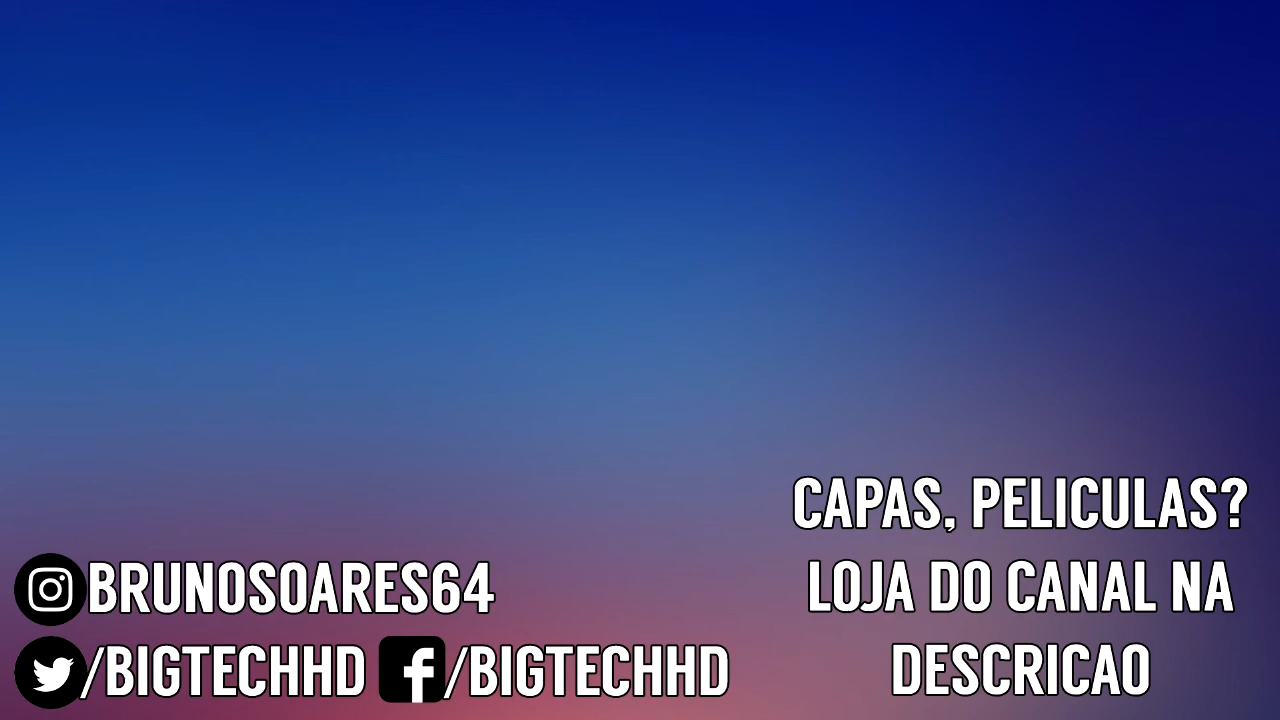 CAPAS, PELICULAS?
LOJA DO CANAL NA
DESCRICAO
BRUNOSOARES64
/BIGTECHHD /BIGTECHHD